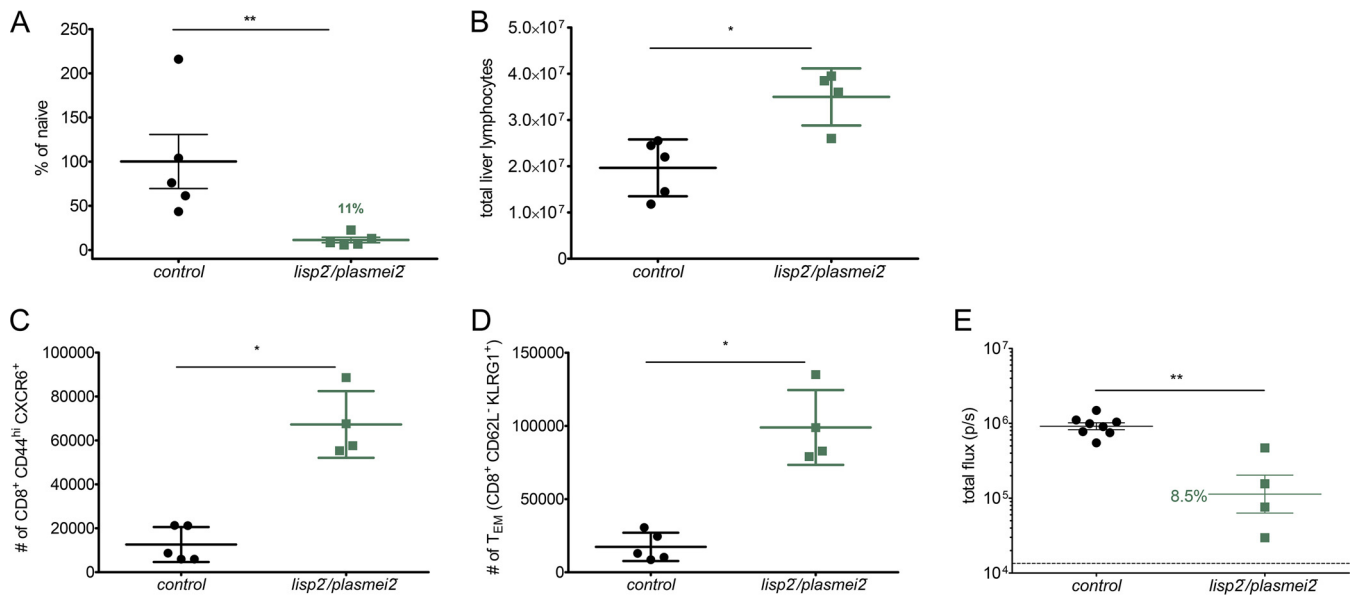 A
% of naive
250
200
150
100
50
0
**
11%
control
lisp2⁻/plasmei2⁻
B
total liver lymphocytes
5.0×10⁷
4.0×10⁷
3.0×10⁷
2.0×10⁷
1.0×10⁷
0
*
control
lisp2⁻/plasmei2⁻
C
# of CD8⁺ CD44ʰⁱ CXCR6⁺
100000
80000
60000
40000
20000
0
*
control
lisp2⁻/plasmei2⁻
D
# of T_EM (CD8⁺ CD62L⁻ KLRG1⁺)
150000
100000
50000
0
*
control
lisp2⁻/plasmei2⁻
E
total flux (p/s)
10⁷
10⁶
10⁵
10⁴
**
8.5%
control
lisp2⁻/plasmei2⁻